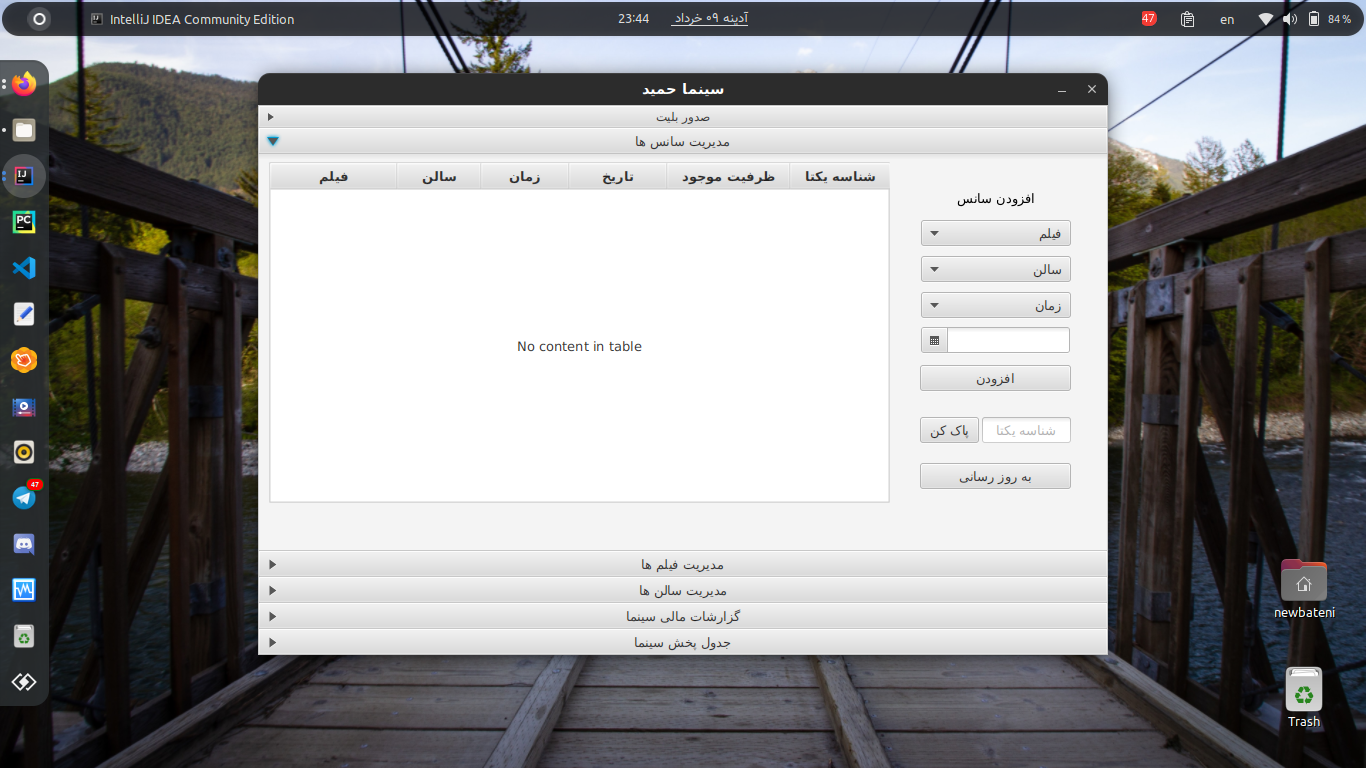 IntelliJ IDEA Community Edition
23:44
آدینه ۰۹ خرداد
47
en
84 %
سینما حمید
صدور بلیت
مدیریت سانس ها
شناسه یکتا
ظرفیت موجود
تاریخ
زمان
سالن
فیلم
No content in table
افزودن سانس
فیلم
سالن
زمان
افزودن
شناسه یکتا
پاک کن
به روز رسانی
مدیریت فیلم ها
مدیریت سالن ها
گزارشات مالی سینما
جدول پخش سینما
IJ
PC
47
newbateni
Trash